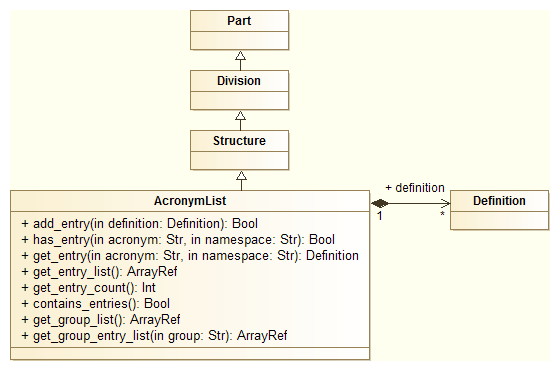 Part
Division
Structure
AcronymList
+ definition
Definition
1
*
+ add_entry(in definition: Definition): Bool
+ has_entry(in acronym: Str, in namespace: Str): Bool
+ get_entry(in acronym: Str, in namespace: Str): Definition
+ get_entry_list(): ArrayRef
+ get_entry_count(): Int
+ contains_entries(): Bool
+ get_group_list(): ArrayRef
+ get_group_entry_list(in group: Str): ArrayRef